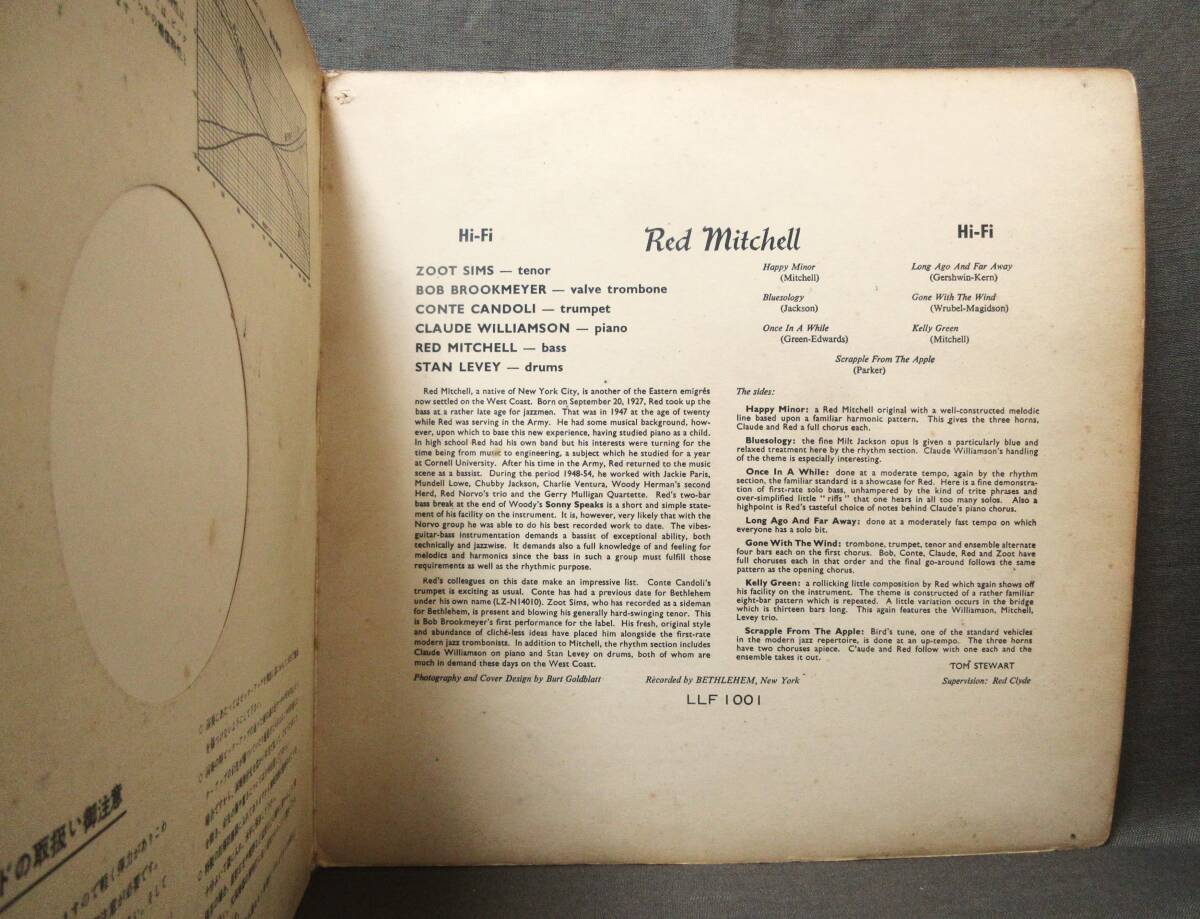 ドの取扱い御注意
Hi-Fi
Red Mitchell
Hi-Fi
ZOOT SIMS — tenor
BOB BROOKMEYER — valve trombone
CONTE CANDOLI — trumpet
CLAUDE WILLIAMSON — piano
RED MITCHELL — bass
STAN LEVEY — drums
Happy Minor
(Mitchell)
Long Ago And Far Away
(Gershwin-Kern)
Bluesology
(Jackson)
Gone With The Wind
(Wrubel-Magidson)
Once In A While
(Green-Edwards)
Kelly Green
(Mitchell)
Scrapple From The Apple
(Parker)
Red Mitchell, a native of New York City, is another of the Eastern emigrés
now settled on the West Coast. Born on September 20, 1927, Red took up the
bass at a rather late age for jazzmen. That was in 1947 at the age of twenty
while Red was serving in the Army. He had some musical background, how-
ever, upon which to base this new experience, having studied piano as a child.
In high school Red had his own band but his interests were turning for the
time being from music to engineering, a subject which he studied for a year
at Cornell University. After his time in the Army, Red returned to the music
scene as a bassist. During the period 1948-54, he worked with Jackie Paris,
Mundell Lowe, Chubby Jackson, Charlie Ventura, Woody Herman's second
Herd, Red Norvo's trio and the Gerry Mulligan Quartette. Red's two-bar
bass break at the end of Woody's Sonny Speaks is a short and simple state-
ment of his facility on the instrument. It is, however, very likely that with the
Norvo group he was able to do his best recorded work to date. The vibes-
guitar-bass instrumentation demands a bassist of exceptional ability, both
technically and jazzwise. It demands also a full knowledge of and feeling for
melodics and harmonics since the bass in such a group must fulfill those
requirements as well as the rhythmic purpose.
Red's colleagues on this date make an impressive list. Conte Candoli's
trumpet is exciting as usual. Conte has had a previous date for Bethlehem
under his own name (LZ-N14010). Zoot Sims, who has recorded as a sideman
for Bethlehem, is present and blowing his generally hard-swinging tenor. This
is Bob Brookmeyer's first performance for the label. His fresh, original style
and abundance of cliché-less ideas have placed him alongside the first-rate
modern jazz trombonists. In addition to Mitchell, the rhythm section includes
Claude Williamson on piano and Stan Levey on drums, both of whom are
much in demand these days on the West Coast.
The sides:
Happy Minor: a Red Mitchell original with a well-constructed melodic
line based upon a familiar harmonic pattern. This gives the three horns,
Claude and Red a full chorus each.
Bluesology: the fine Milt Jackson opus is given a particularly blue and
relaxed treatment here by the rhythm section. Claude Williamson's handling
of the theme is especially interesting.
Once In A While: done at a moderate tempo, again by the rhythm
section, the familiar standard is a showcase for Red. Here is a fine demonstra-
tion of first-rate solo bass, unhampered by the kind of trite phrases and
over-simplified little "riffs" that one hears in all too many solos. Also a
highpoint is Red's tasteful choice of notes behind Claude's piano chorus.
Long Ago And Far Away: done at a moderately fast tempo on which
everyone has a solo bit.
Gone With The Wind: trombone, trumpet, tenor and ensemble alternate
four bars each on the first chorus. Bob, Conte, Claude, Red and Zoot have
full choruses each in that order and the final go-around follows the same
pattern as the opening chorus.
Kelly Green: a rollicking little composition by Red which again shows off
his facility on the instrument. The theme is constructed of a rather familiar
eight-bar pattern which is repeated. A little variation occurs in the bridge
which is thirteen bars long. This again features the Williamson, Mitchell,
Levey trio.
Scrapple From The Apple: Bird's tune, one of the standard vehicles
in the modern jazz repertoire, is done at an up-tempo. The three horns
have two choruses apiece. C'aude and Red follow with one each and the
ensemble takes it out.
TOM STEWART
Photography and Cover Design by Burt Goldblatt
Recorded by BETHLEHEM, New York
Supervision: Red Clyde
LLF 1001